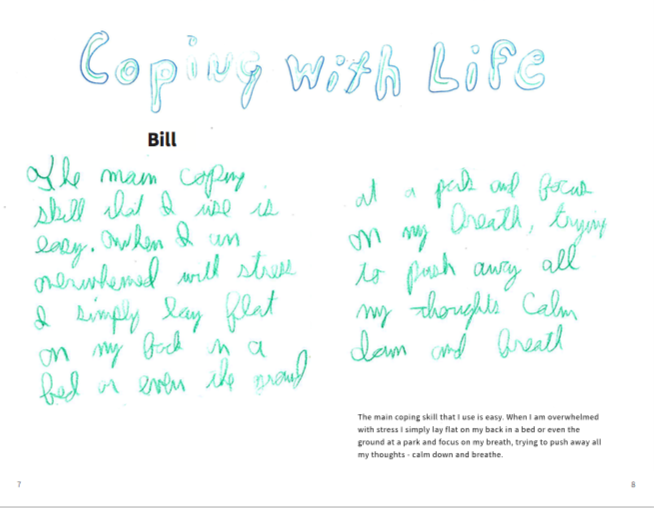 Coping with Life
Bill
The main coping
skill that I use is
easy. When I am
overwhemed with stress
I simply lay flat
on my back in a
bed or even the ground
at a park and focus
on my breath, trying
to push away all
my thoughts calm
down and breath
The main coping skill that I use is easy. When I am overwhelmed
with stress I simply lay flat on my back in a bed or even the
ground at a park and focus on my breath, trying to push away all
my thoughts - calm down and breathe.
7
8